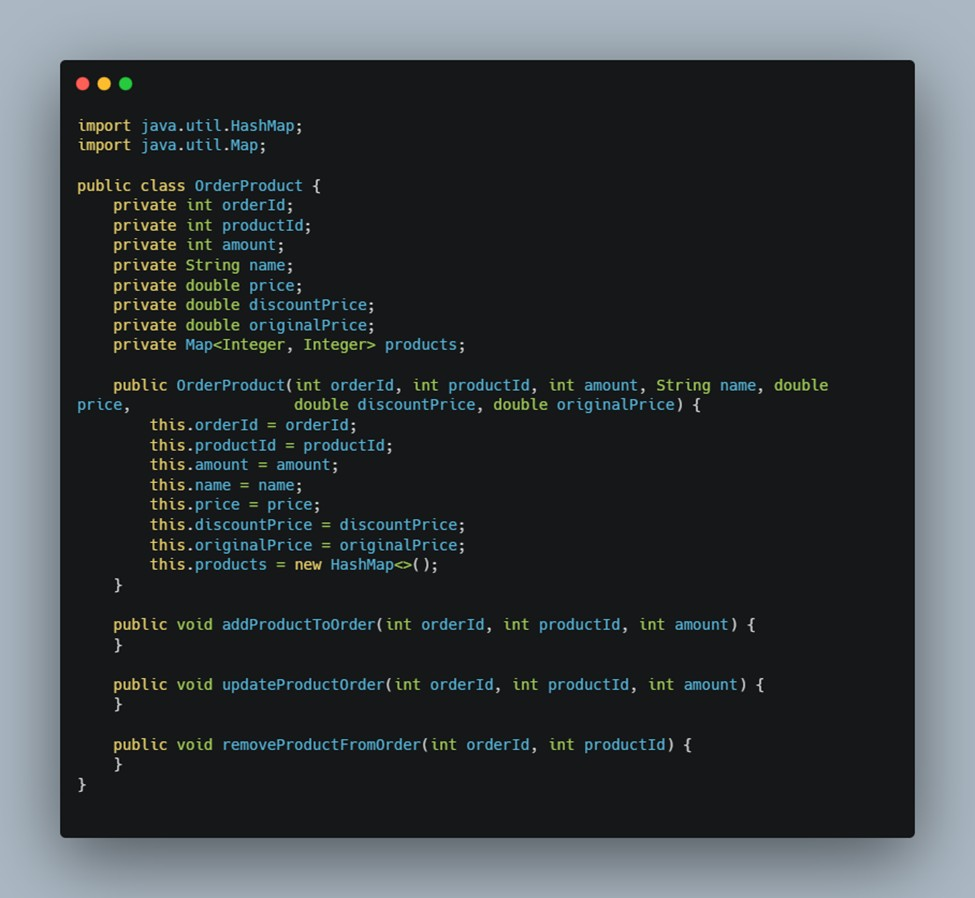 import java.util.HashMap;
import java.util.Map;

public class OrderProduct {
    private int orderId;
    private int productId;
    private int amount;
    private String name;
    private double price;
    private double discountPrice;
    private double originalPrice;
    private Map<Integer, Integer> products;

    public OrderProduct(int orderId, int productId, int amount, String name, double
price,                  double discountPrice, double originalPrice) {
        this.orderId = orderId;
        this.productId = productId;
        this.amount = amount;
        this.name = name;
        this.price = price;
        this.discountPrice = discountPrice;
        this.originalPrice = originalPrice;
        this.products = new HashMap<>();
    }

    public void addProductToOrder(int orderId, int productId, int amount) {
    }

    public void updateProductOrder(int orderId, int productId, int amount) {
    }

    public void removeProductFromOrder(int orderId, int productId) {
    }
}